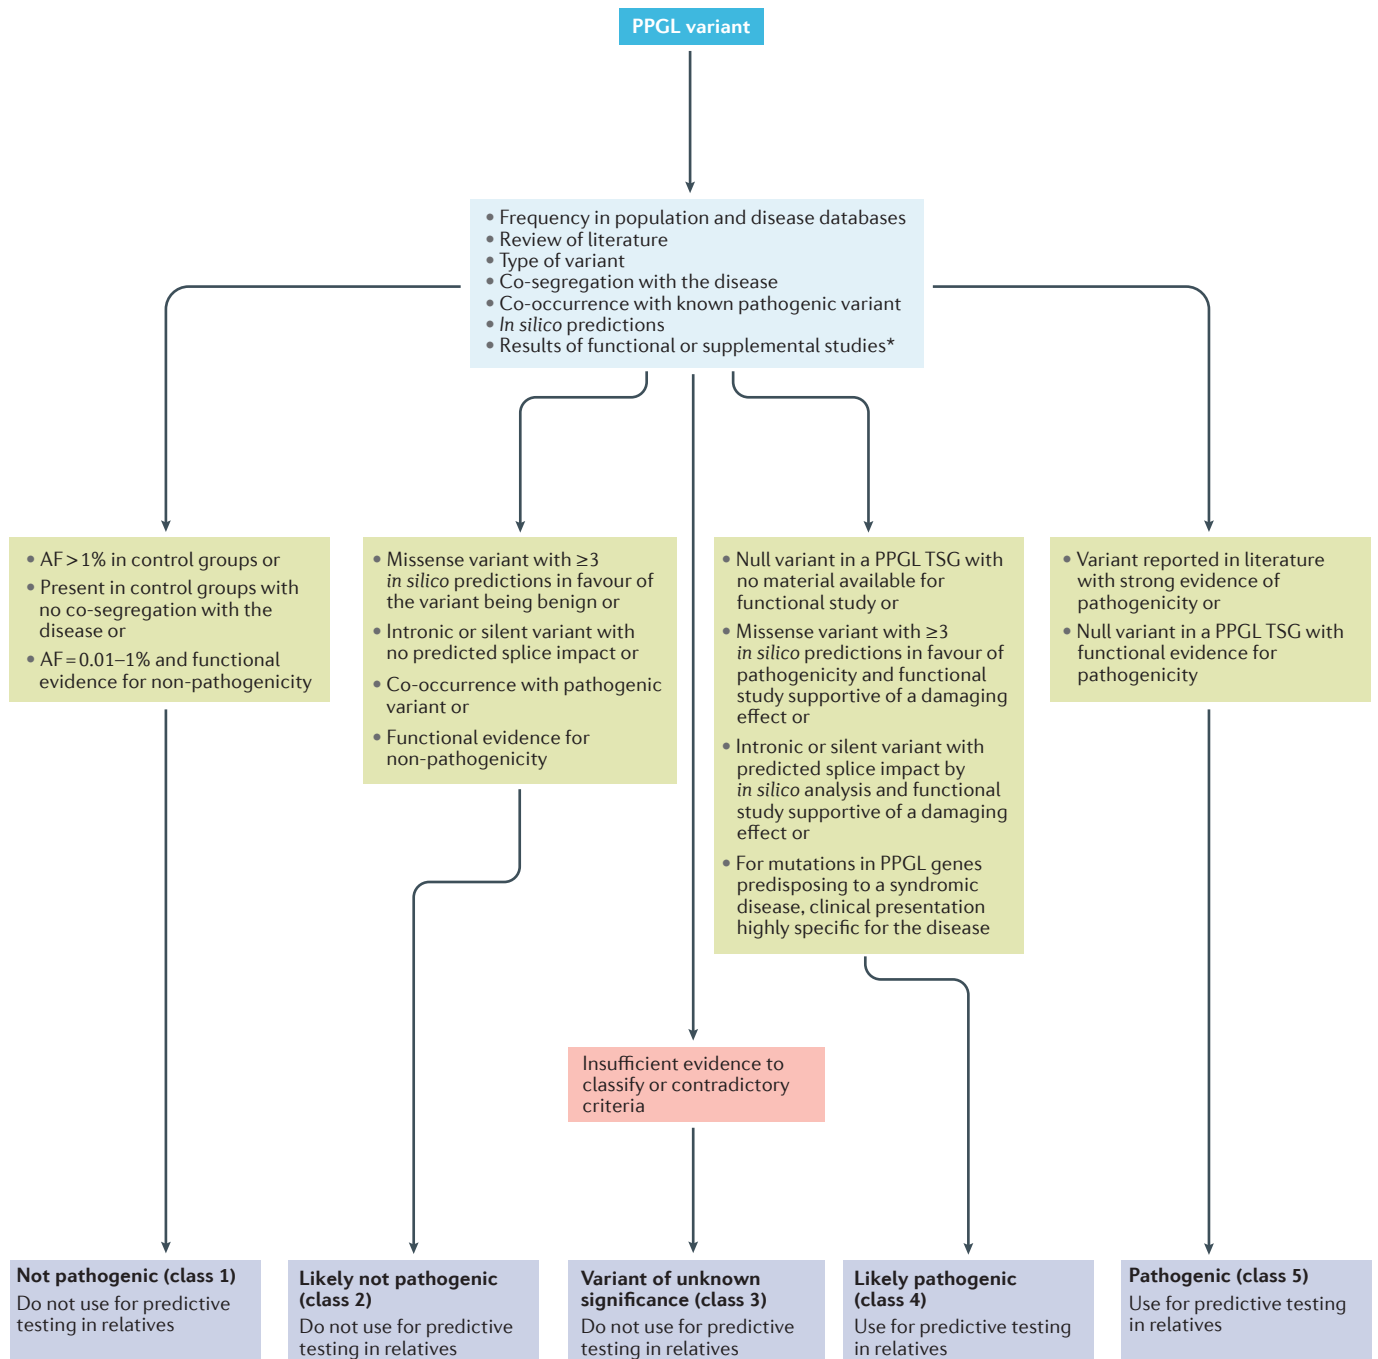 PPGL variant
• Frequency in population and disease databases
• Review of literature
• Type of variant
• Co-segregation with the disease
• Co-occurrence with known pathogenic variant
• In silico predictions
• Results of functional or supplemental studies*
• AF > 1% in control groups or
• Present in control groups with
no co-segregation with the
disease or
• AF = 0.01–1% and functional
evidence for non-pathogenicity
• Missense variant with ≥3
in silico predictions in favour of
the variant being benign or
• Intronic or silent variant with
no predicted splice impact or
• Co-occurrence with pathogenic
variant or
• Functional evidence for
non-pathogenicity
• Null variant in a PPGL TSG with
no material available for
functional study or
• Missense variant with ≥3
in silico predictions in favour of
pathogenicity and functional
study supportive of a damaging
effect or
• Intronic or silent variant with
predicted splice impact by
in silico analysis and functional
study supportive of a damaging
effect or
• For mutations in PPGL genes
predisposing to a syndromic
disease, clinical presentation
highly specific for the disease
• Variant reported in literature
with strong evidence of
pathogenicity or
• Null variant in a PPGL TSG with
functional evidence for
pathogenicity
Insufficient evidence to
classify or contradictory
criteria
Not pathogenic (class 1)
Do not use for predictive
testing in relatives
Likely not pathogenic
(class 2)
Do not use for predictive
testing in relatives
Variant of unknown
significance (class 3)
Do not use for predictive
testing in relatives
Likely pathogenic
(class 4)
Use for predictive testing
in relatives
Pathogenic (class 5)
Use for predictive testing
in relatives